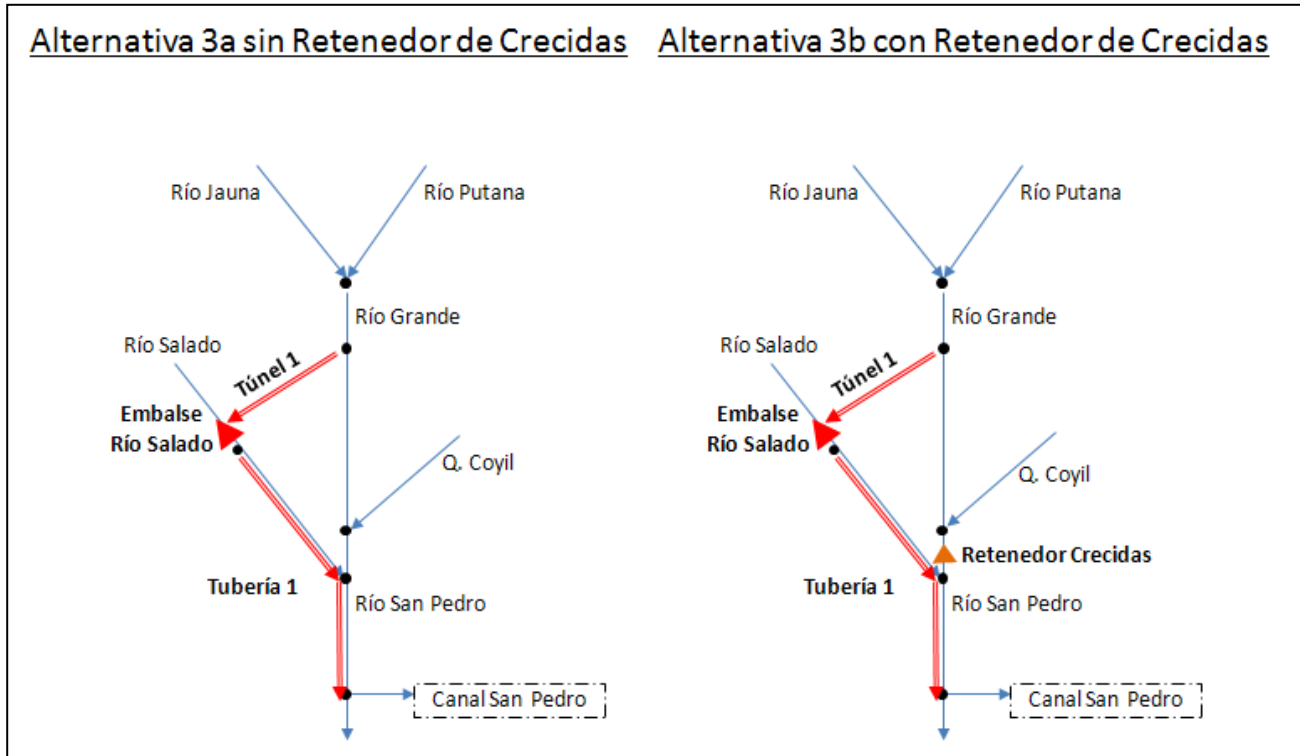 Alternativa 3a sin Retenedor de Crecidas
Río Jauna
Río Putana
Río Grande
Río Salado
Túnel 1
Embalse
Río Salado
Q. Coyil
Tubería 1
Río San Pedro
Canal San Pedro
Alternativa 3b con Retenedor de Crecidas
Río Jauna
Río Putana
Río Grande
Río Salado
Túnel 1
Embalse
Río Salado
Q. Coyil
Retenedor Crecidas
Tubería 1
Río San Pedro
Canal San Pedro